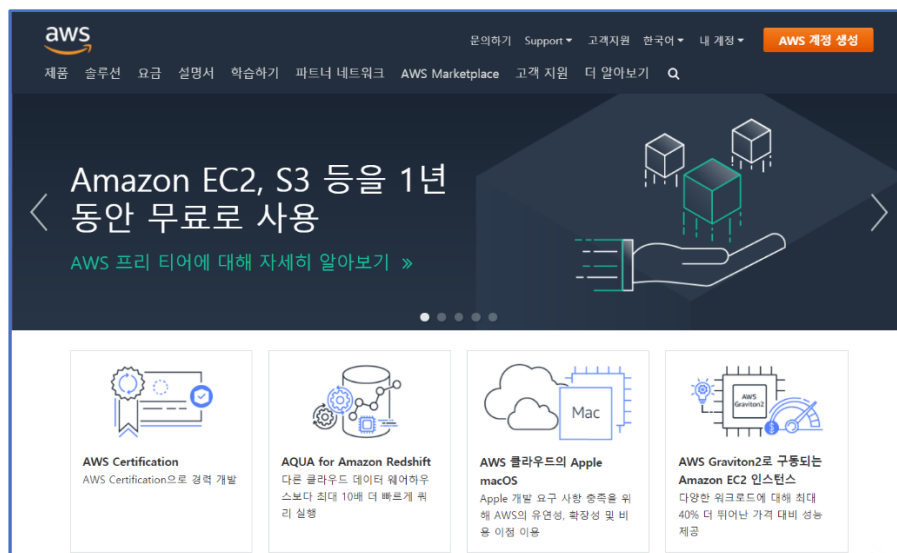 aws
문의하기 Support 고객지원 한국어 내 계정 AWS 계정 생성
제품 솔루션 요금 설명서 학습하기 파트너 네트워크 AWS Marketplace 고객 지원 더 알아보기
Amazon EC2, S3 등을 1년
동안 무료로 사용
AWS 프리 티어에 대해 자세히 알아보기 »
AWS Certification
AWS Certification으로 경력 개발
AQUA for Amazon Redshift
다른 클라우드 데이터 웨어하우
스보다 최대 10배 더 빠르게 쿼
리 실행
Mac
AWS 클라우드의 Apple
macOS
Apple 개발 요구 사항 충족을 위
해 AWS의 유연성, 확장성 및 비
용 이점 이용
AWS
Graviton2
AWS Graviton2로 구동되는
Amazon EC2 인스턴스
다양한 워크로드에 대해 최대
40% 더 뛰어난 가격 대비 성능
제공